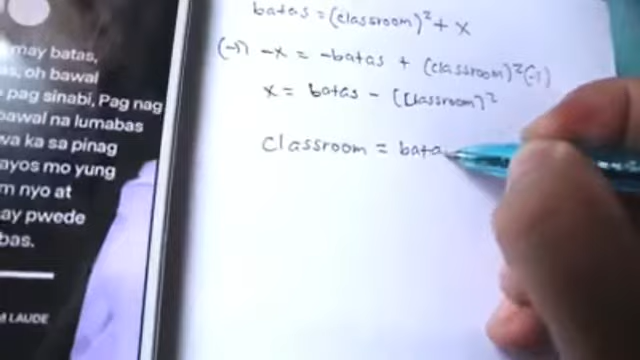 may batas,
oh bawal
pag sinabi, Pag nag
bawal na lumabas
wa ka sa pinag
ayos mo yung
m nyo at
ay pwede
bas.
LAUDE
batas = (classroom)² + x
(-1) -x = -batas + (classroom)² (-1)
x = batas - (classroom)²
classroom = bata